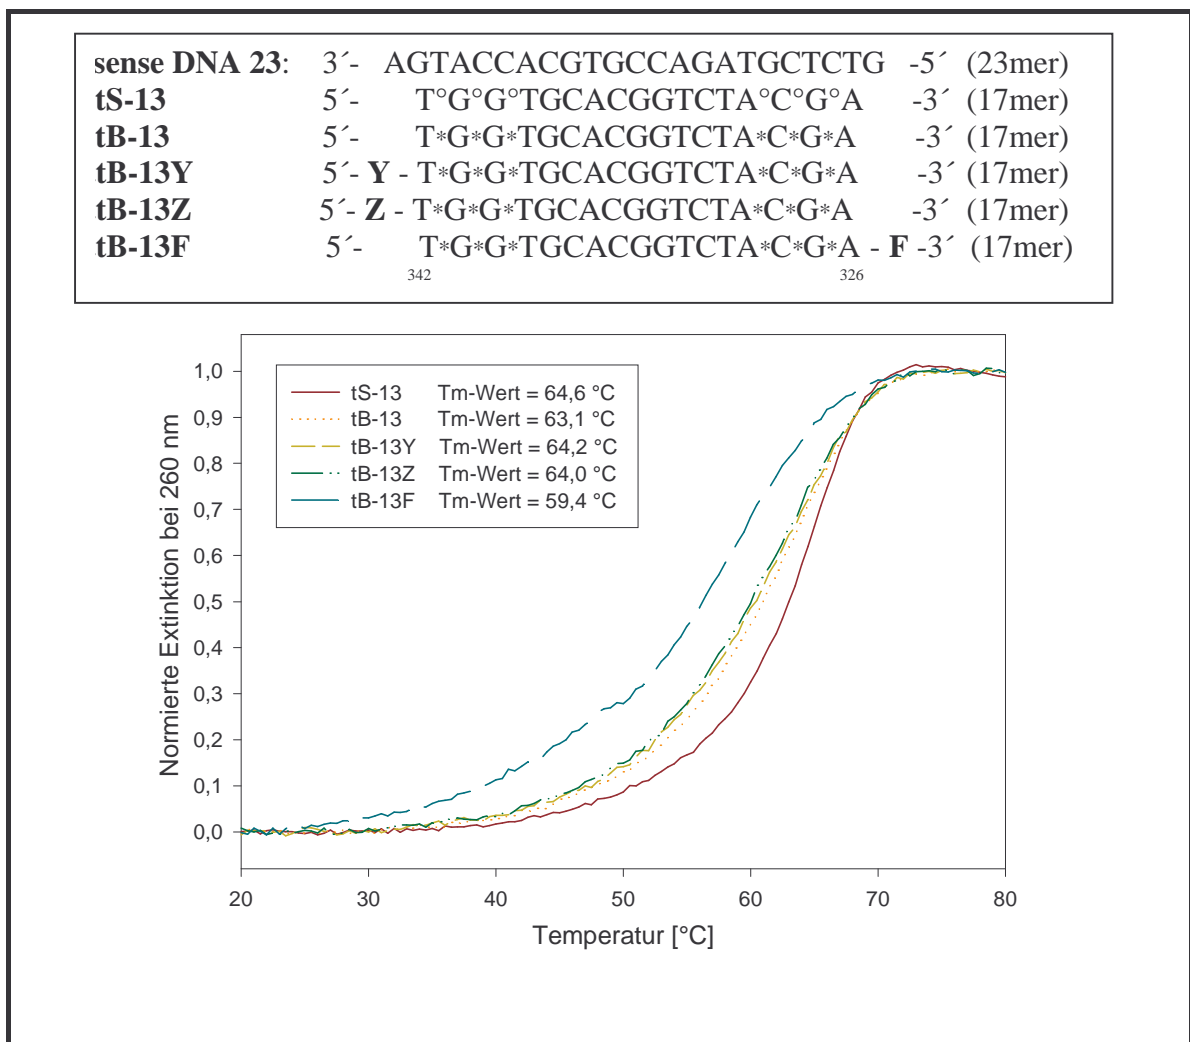 sense DNA 23: 3´- AGTACCACGTGCCAGATGCTCTG -5´ (23mer)
tS-13 5´- T°G°G°TGCACGGTCTA°C°G°A -3´ (17mer)
tB-13 5´- T*G*G*TGCACGGTCTA*C*G*A -3´ (17mer)
tB-13Y 5´- Y - T*G*G*TGCACGGTCTA*C*G*A -3´ (17mer)
tB-13Z 5´- Z - T*G*G*TGCACGGTCTA*C*G*A -3´ (17mer)
tB-13F 5´- T*G*G*TGCACGGTCTA*C*G*A - F -3´ (17mer)
342 326
tS-13 Tm-Wert = 64,6 °C
tB-13 Tm-Wert = 63,1 °C
tB-13Y Tm-Wert = 64,2 °C
tB-13Z Tm-Wert = 64,0 °C
tB-13F Tm-Wert = 59,4 °C
Normierte Extinktion bei 260 nm
1,0
0,9
0,8
0,7
0,6
0,5
0,4
0,3
0,2
0,1
0,0
20 30 40 50 60 70 80
Temperatur [°C]